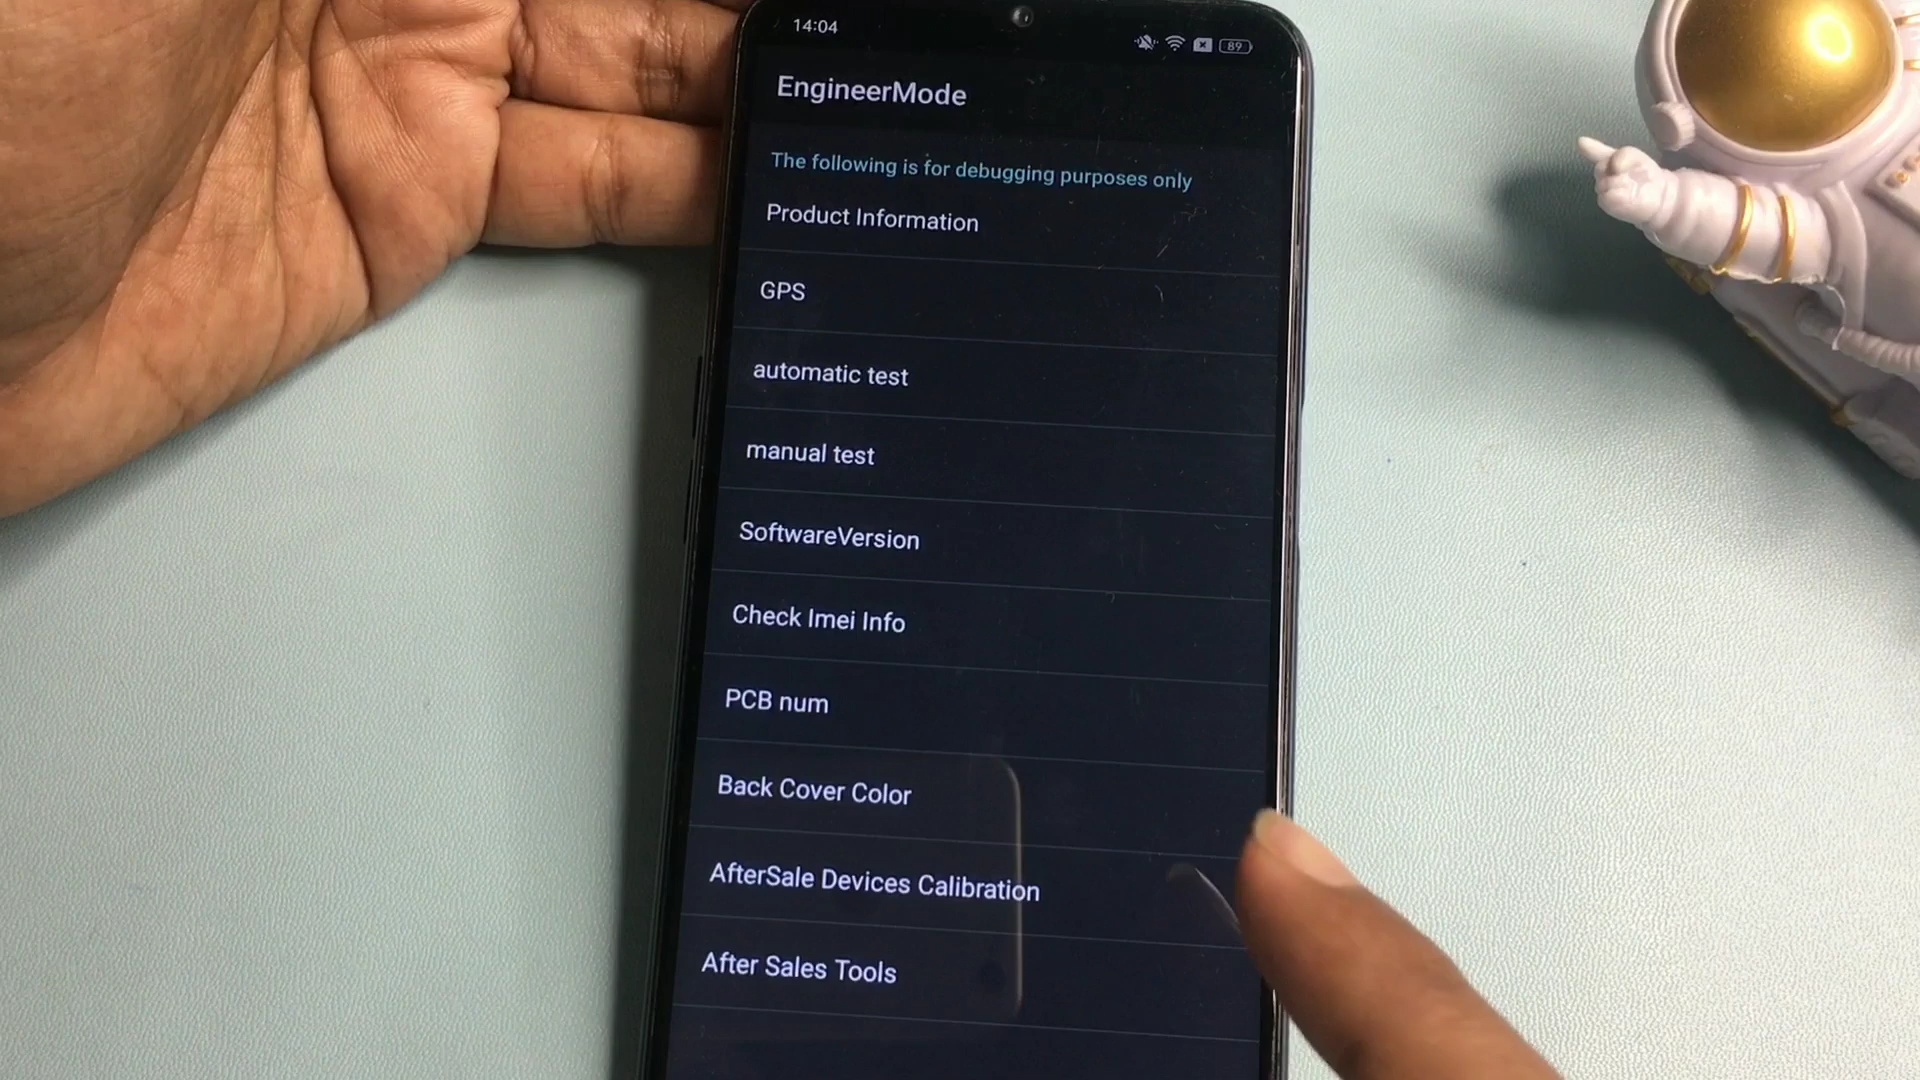 14:04
89
EngineerMode
The following is for debugging purposes only
Product Information
GPS
automatic test
manual test
SoftwareVersion
Check Imei Info
PCB num
Back Cover Color
AfterSale Devices Calibration
After Sales Tools